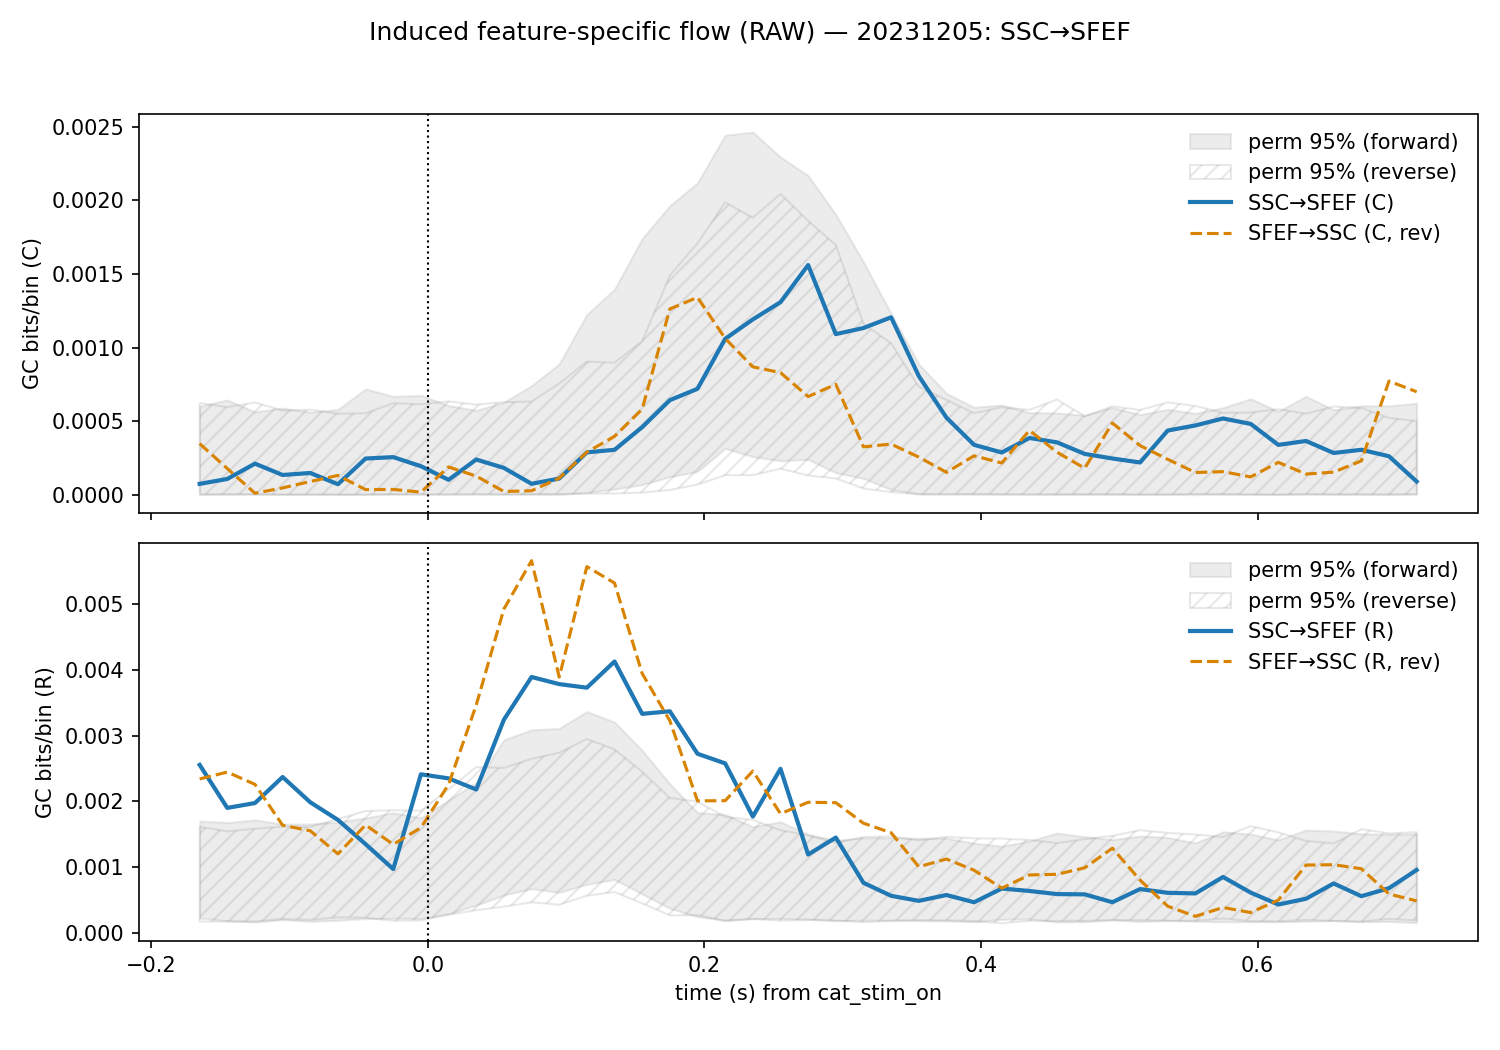 Induced feature-specific flow (RAW) — 20231205: SSC→SFEF
GC bits/bin (C)
0.0025
0.0020
0.0015
0.0010
0.0005
0.0000
perm 95% (forward)
perm 95% (reverse)
SSC→SFEF (C)
SFEF→SSC (C, rev)
GC bits/bin (R)
0.005
0.004
0.003
0.002
0.001
0.000
perm 95% (forward)
perm 95% (reverse)
SSC→SFEF (R)
SFEF→SSC (R, rev)
−0.2 0.0 0.2 0.4 0.6
time (s) from cat_stim_on